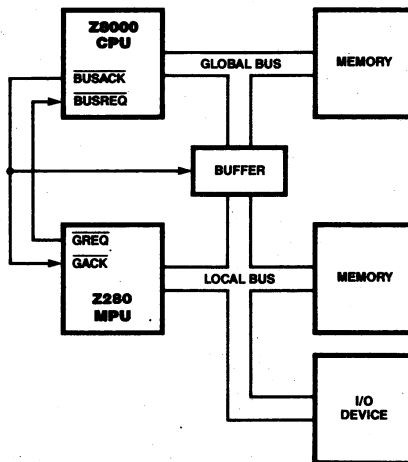 Z8000
CPU
BUSACK
BUSREQ
GLOBAL BUS
MEMORY
BUFFER
GREQ
GACK
Z280
MPU
LOCAL BUS
MEMORY
I/O
DEVICE